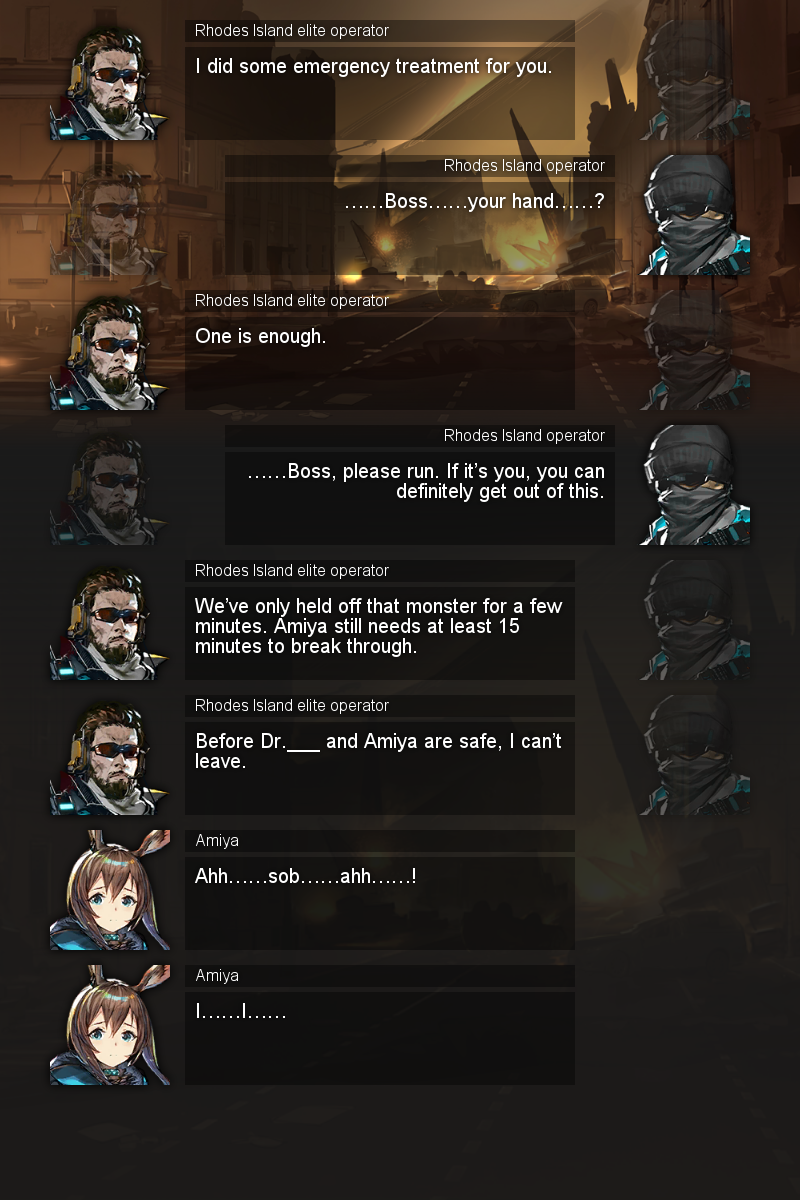 Rhodes Island elite operator
I did some emergency treatment for you.
Rhodes Island operator
……Boss……your hand……?
Rhodes Island elite operator
One is enough.
Rhodes Island operator
……Boss, please run. If it’s you, you can
definitely get out of this.
Rhodes Island elite operator
We’ve only held off that monster for a few
minutes. Amiya still needs at least 15
minutes to break through.
Rhodes Island elite operator
Before Dr.___ and Amiya are safe, I can’t
leave.
Amiya
Ahh……sob……ahh……!
Amiya
I……I……